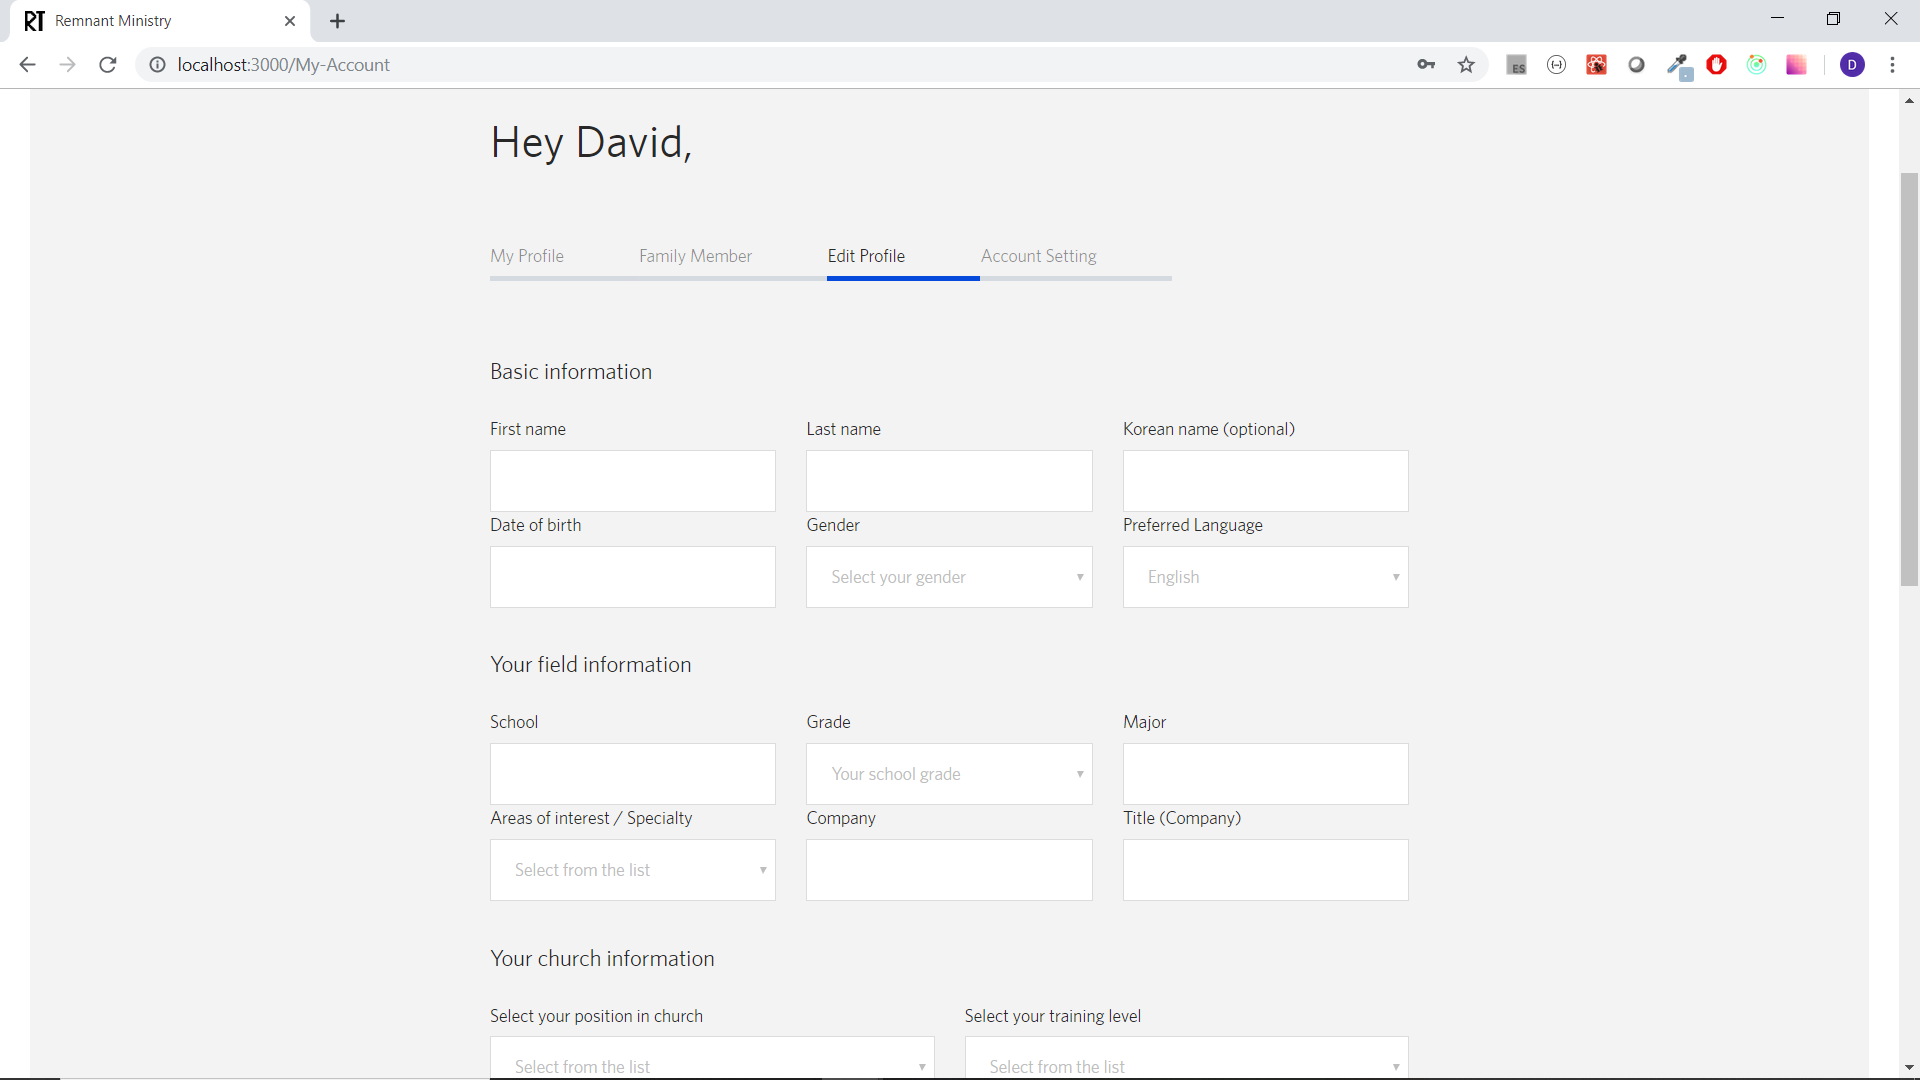 RT Remnant Ministry
localhost:3000/My-Account
ES
D
Hey David,
My Profile Family Member Edit Profile Account Setting
Basic information
First name Last name Korean name (optional)
Date of birth Gender Preferred Language
Select your gender English
Your field information
School Grade Major
Your school grade
Areas of interest / Specialty Company Title (Company)
Select from the list
Your church information
Select your position in church Select your training level
Select from the list Select from the list